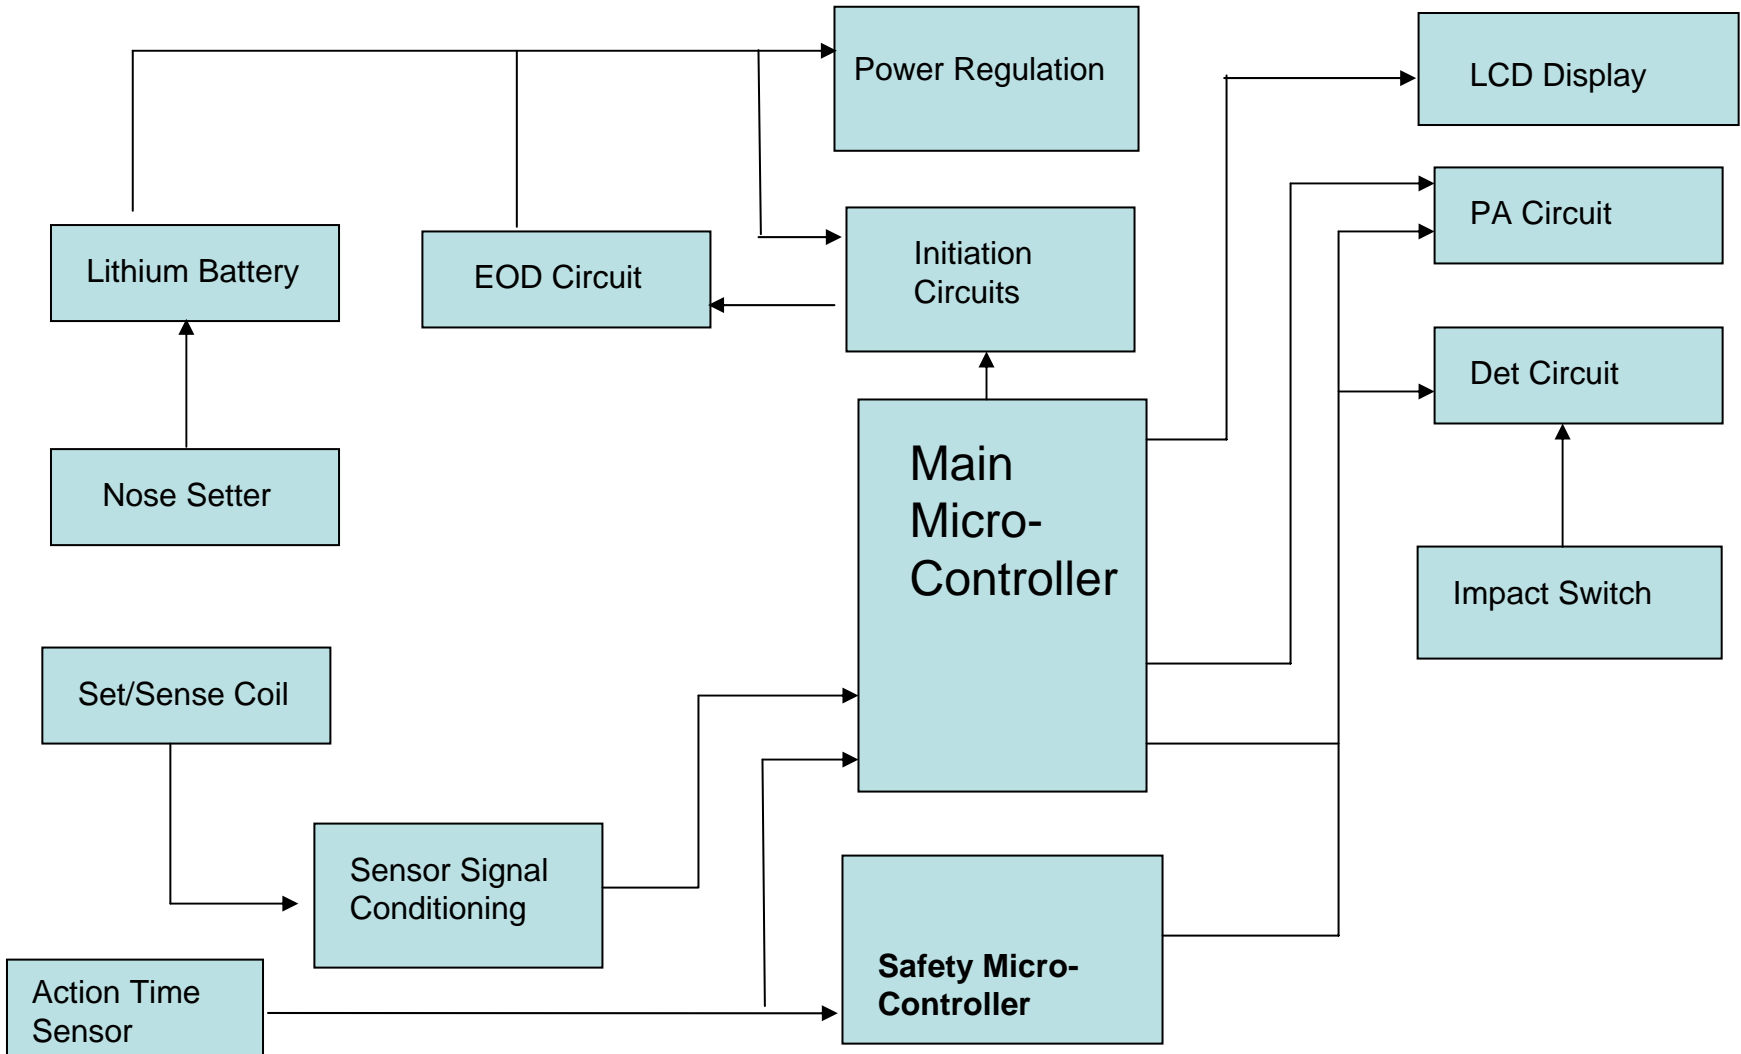 Power Regulation
LCD Display
PA Circuit
Lithium Battery
EOD Circuit
Initiation
Circuits
Det Circuit
Nose Setter
Main
Micro-
Controller
Impact Switch
Set/Sense Coil
Sensor Signal
Conditioning
Safety Micro-
Controller
Action Time
Sensor